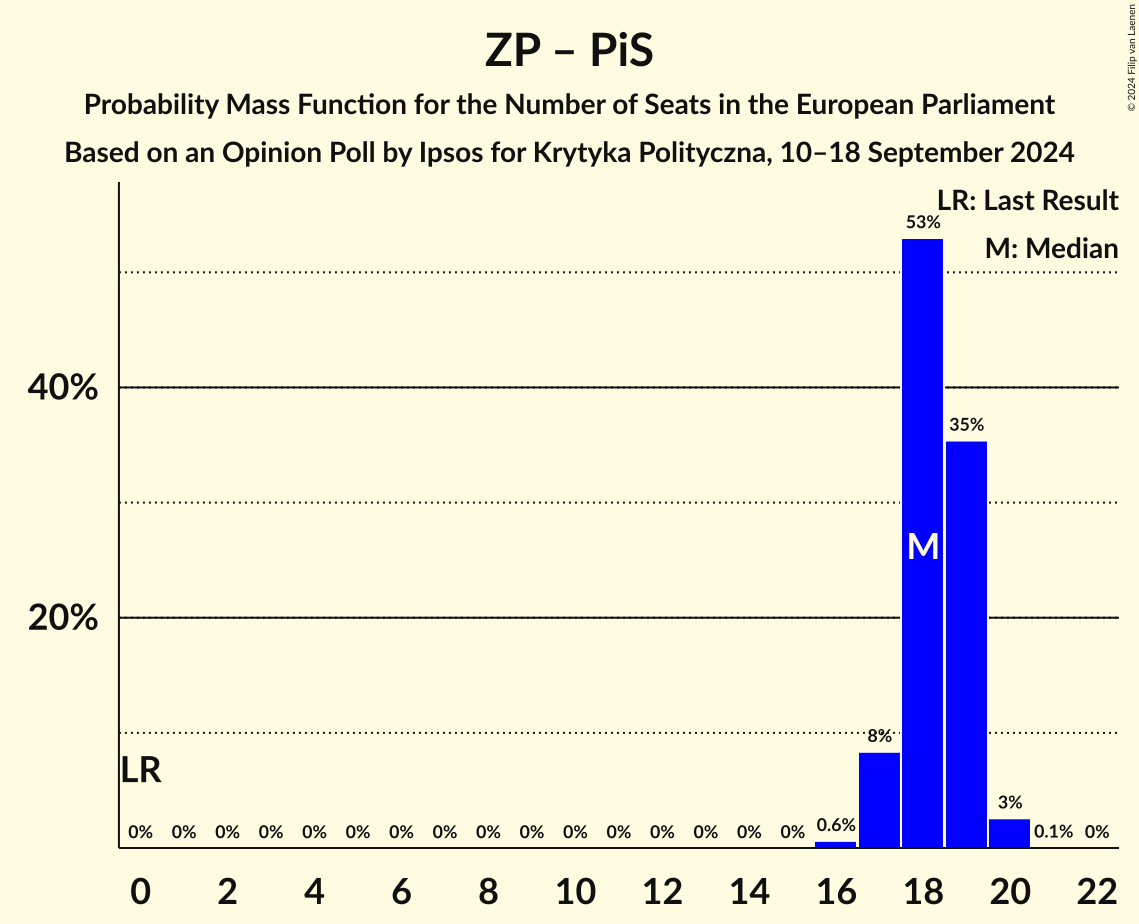 ZP – PiS
Probability Mass Function for the Number of Seats in the European Parliament
Based on an Opinion Poll by Ipsos for Krytyka Polityczna, 10–18 September 2024
© 2024 Filip van Laenen
LR: Last Result
M: Median
53%
40%
35%
M
20%
8%
LR
3%
0% 0% 0% 0% 0% 0% 0% 0% 0% 0% 0% 0% 0% 0% 0% 0% 0.6% 0.1% 0%
0 2 4 6 8 10 12 14 16 18 20 22